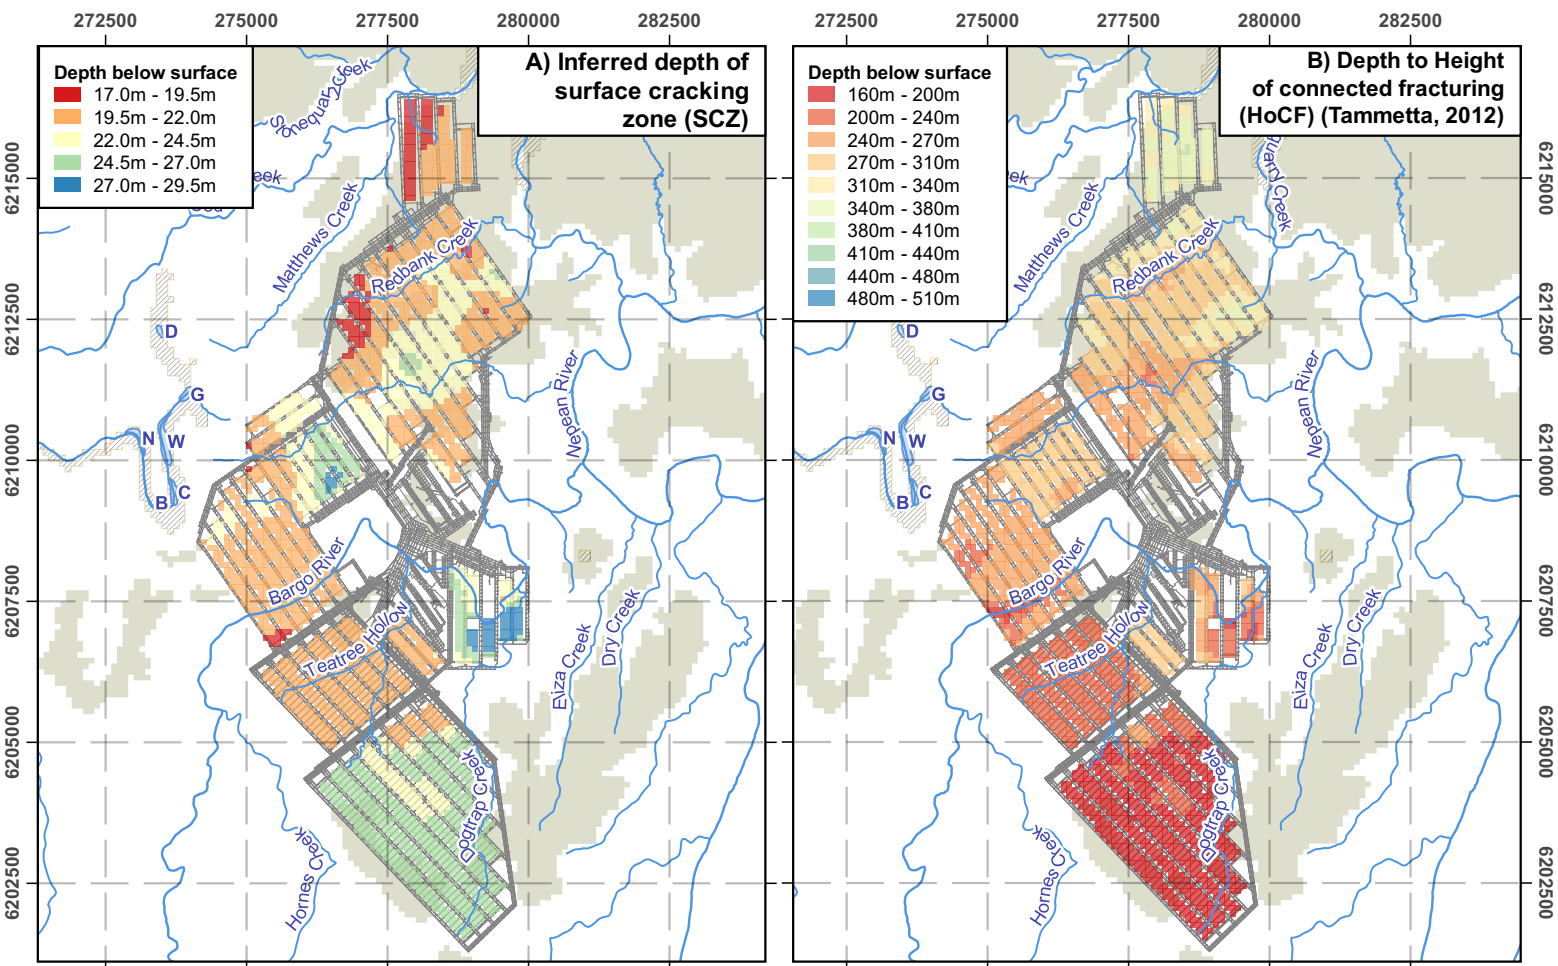 272500 275000 277500 280000 282500
272500 275000 277500 280000 282500
A) Inferred depth of
surface cracking
zone (SCZ)
Depth below surface
17.0m - 19.5m
19.5m - 22.0m
22.0m - 24.5m
24.5m - 27.0m
27.0m - 29.5m
6215000
6212500
6210000
6207500
6205000
6202500
eek
Matthews Creek
Redbank Creek
D
G
N
W
B
C
Nepean River
Bargo River
Teatree Hollow
Eliza Creek
Dry Creek
Dogtrap Creek
Hornes Creek
B) Depth to Height
of connected fracturing
(HoCF) (Tammetta, 2012)
Depth below surface
160m - 200m
200m - 240m
240m - 270m
270m - 310m
310m - 340m
340m - 380m
380m - 410m
410m - 440m
440m - 480m
480m - 510m
ek
Matthews Creek
Redbank Creek
quarry Creek
D
G
N
W
B
C
Nepean River
Bargo River
Teatree Hollow
Eliza Creek
Dry Creek
Dogtrap Creek
Hornes Creek
6215000
6212500
6210000
6207500
6205000
6202500